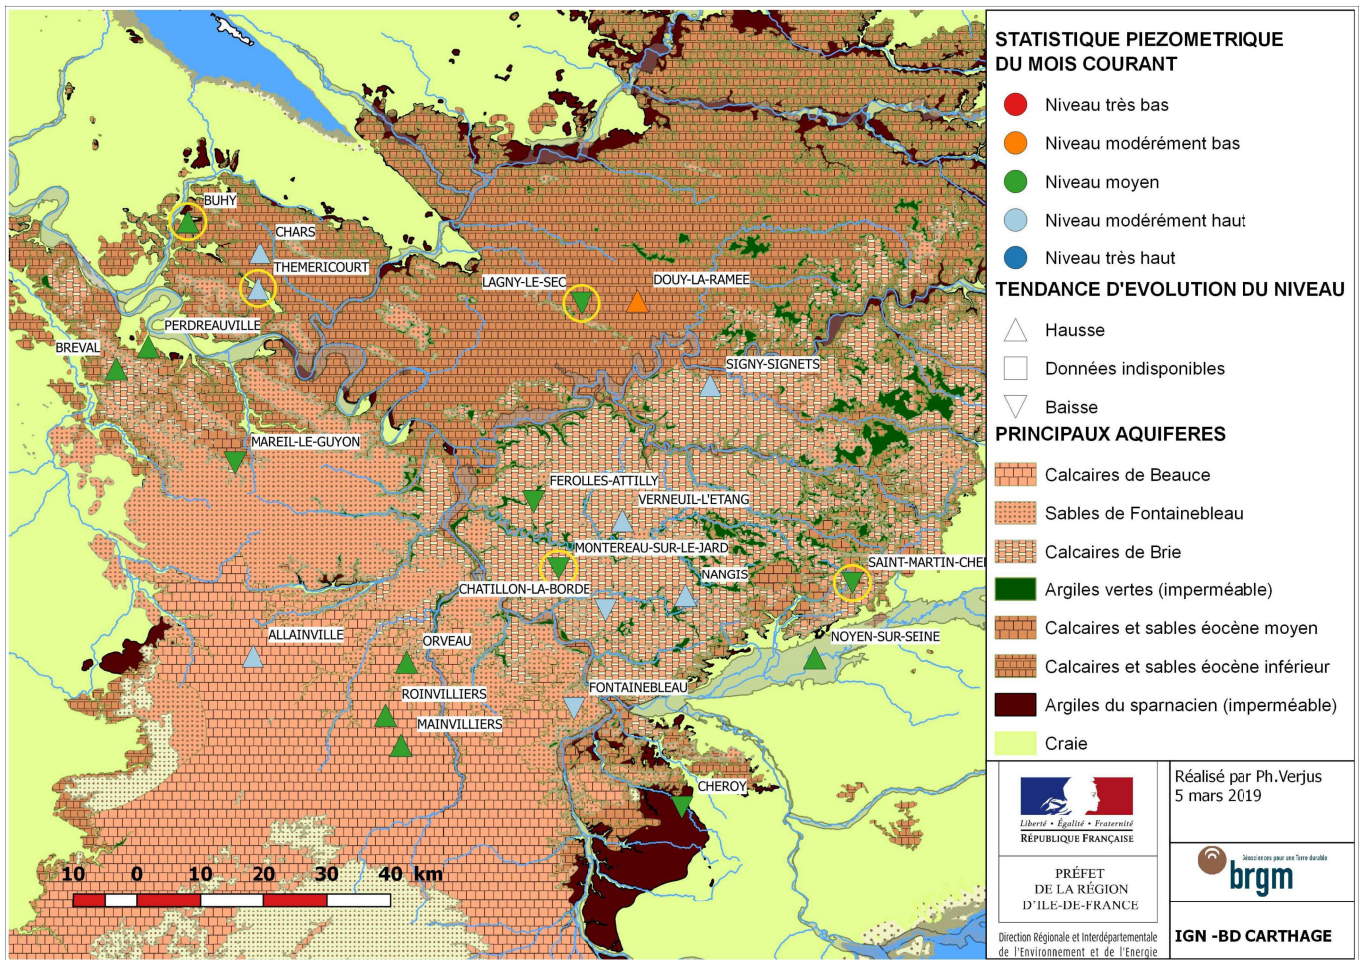 BUHY
CHARS
THEMERICOURT
LAGNY-LE-SEC
DOUY-LA-RAMEE
PERDREAUVILLE
BREVAL
SIGNY-SIGNETS
MAREIL-LE-GUYON
FEROLLES-ATTILLY
VERNEUIL-L'ETANG
MONTEREAU-SUR-LE-JARD
SAINT-MARTIN-CHEN
NANGIS
CHATILLON-LA-BORDE
ALLAINVILLE
ORVEAU
NOYEN-SUR-SEINE
ROINVILLIERS
FONTAINEBLEAU
MAINVILLIERS
CHEROY
10 0 10 20 30 40 km
STATISTIQUE PIEZOMETRIQUE
DU MOIS COURANT
Niveau très bas
Niveau modérément bas
Niveau moyen
Niveau modérément haut
Niveau très haut
TENDANCE D'EVOLUTION DU NIVEAU
Hausse
Données indisponibles
Baisse
PRINCIPAUX AQUIFERES
Calcaires de Beauce
Sables de Fontainebleau
Calcaires de Brie
Argiles vertes (imperméable)
Calcaires et sables éocène moyen
Calcaires et sables éocène inférieur
Argiles du sparnacien (imperméable)
Craie
Liberté • Égalité • Fraternité
RÉPUBLIQUE FRANÇAISE
PRÉFET
DE LA RÉGION
D'ILE-DE-FRANCE
Direction Régionale et Interdépartementale
de l'Environnement et de l'Energie
Réalisé par Ph.Verjus
5 mars 2019
Géosciences pour une Terre durable
brgm
IGN -BD CARTHAGE